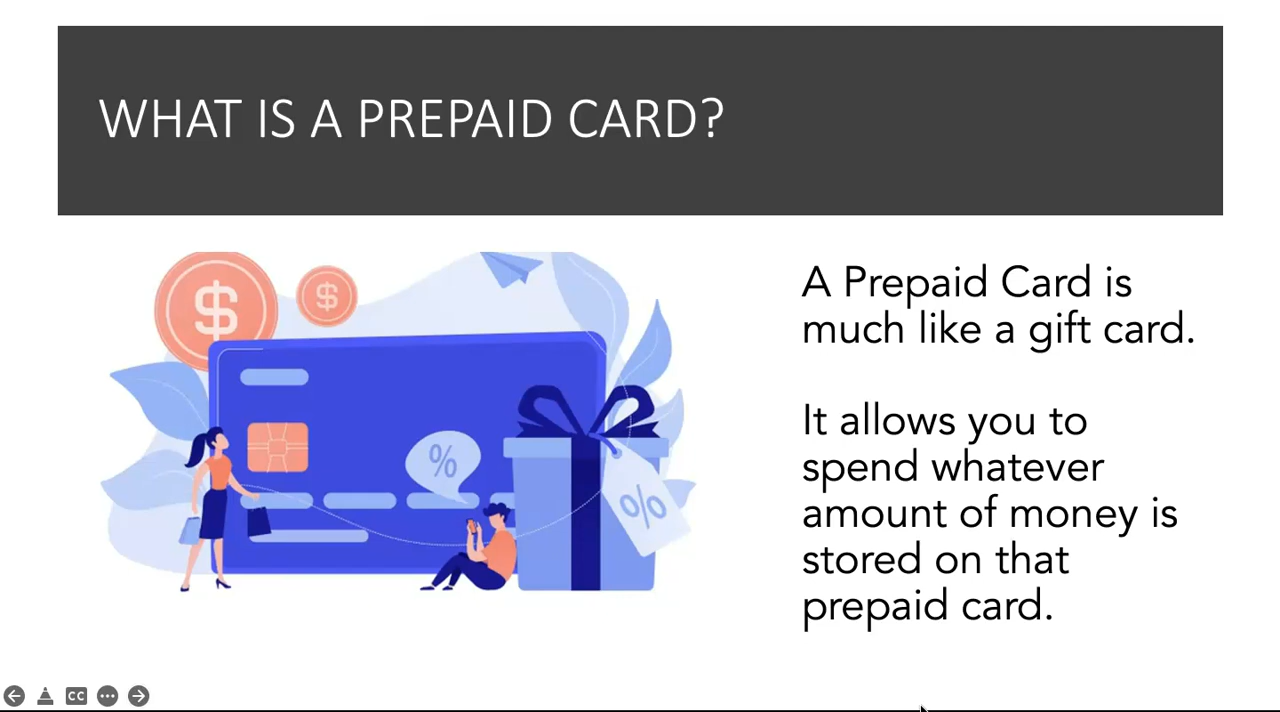 WHAT IS A PREPAID CARD?
$
$
%
%
A Prepaid Card is
much like a gift card.
It allows you to
spend whatever
amount of money is
stored on that
prepaid card.
CC